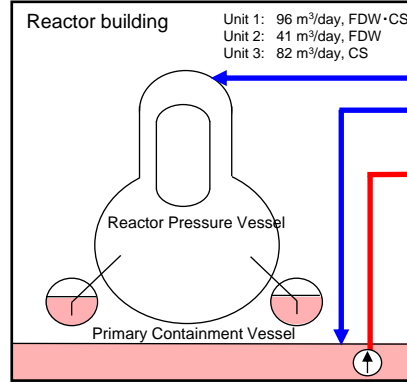 Reactor building
Unit 1: 96 m³/day, FDW・CS
Unit 2: 41 m³/day, FDW
Unit 3: 82 m³/day, CS
Reactor Pressure Vessel
Primary Containment Vessel